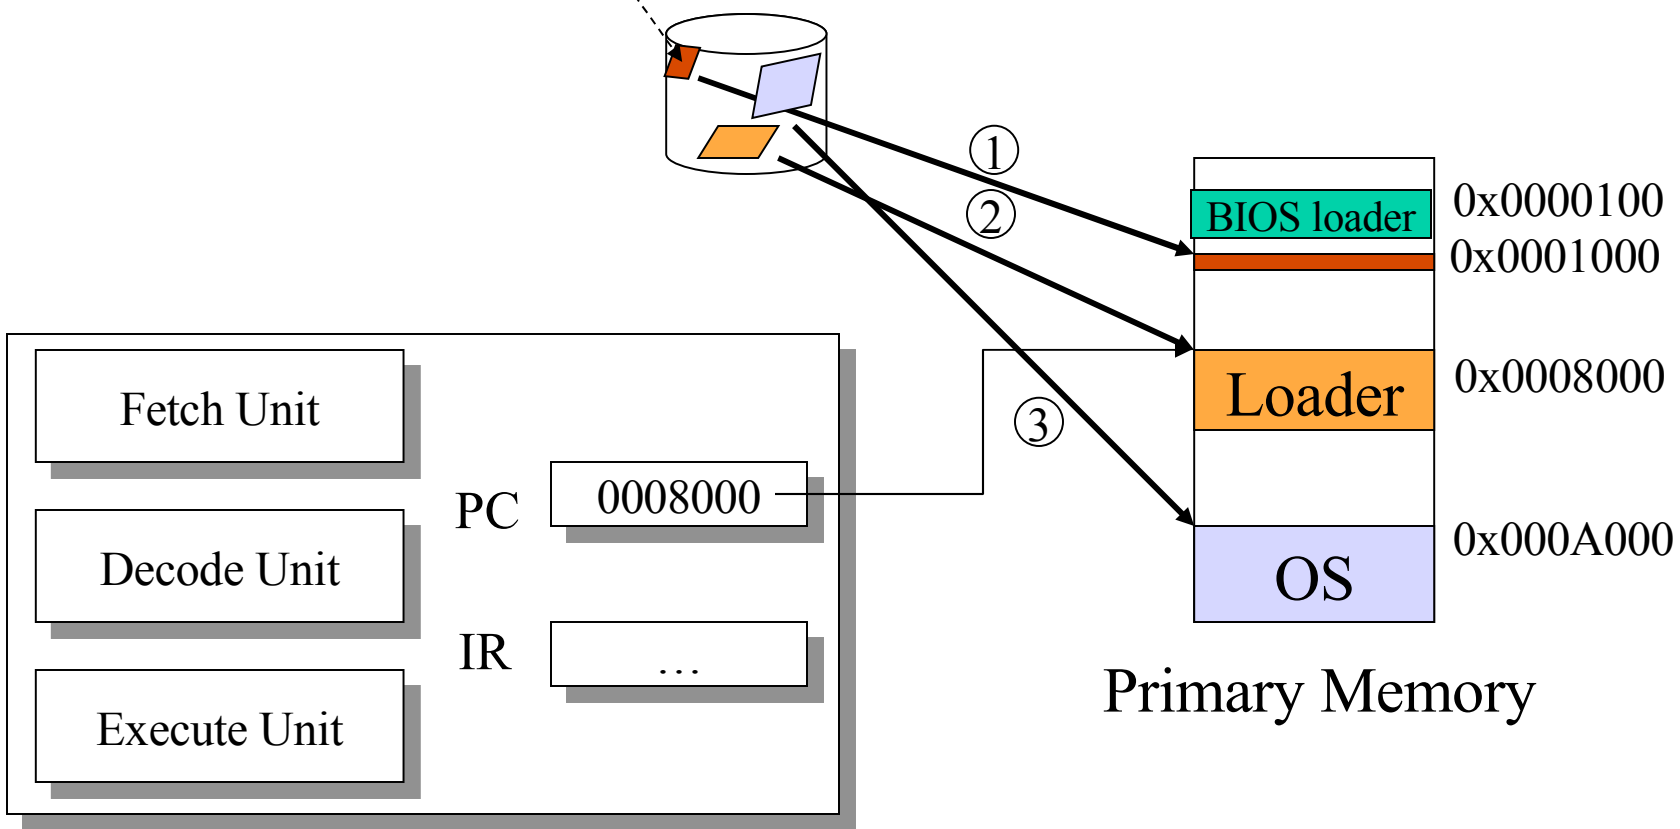 ①
②
BIOS loader
0x0000100
0x0001000
Fetch Unit
Loader
0x0008000
③
PC
0008000
Decode Unit
OS
0x000A000
IR
…
Execute Unit
Primary Memory